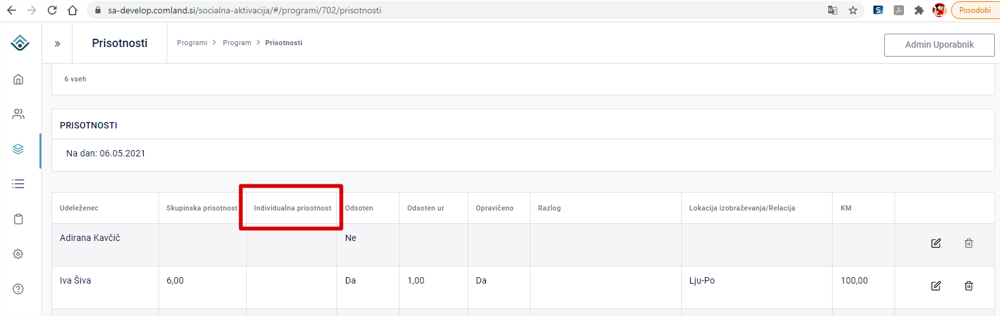 sa-develop.comland.si/socialna-aktivacija/#/programi/702/prisotnosti
Posodobi
Prisotnosti
Programi > Program > Prisotnosti
Admin Uporabnik
6 vseh
PRISOTNOSTI
Na dan: 06.05.2021
Udeleženec Skupinska prisotnost Individualna prisotnost Odsoten Odsoten ur Opravičeno Razlog Lokacija izobraževanja/Relacija KM
Adirana Kavčič Ne
Iva Šiva 6,00 Da 1,00 Da Lju-Po 100,00